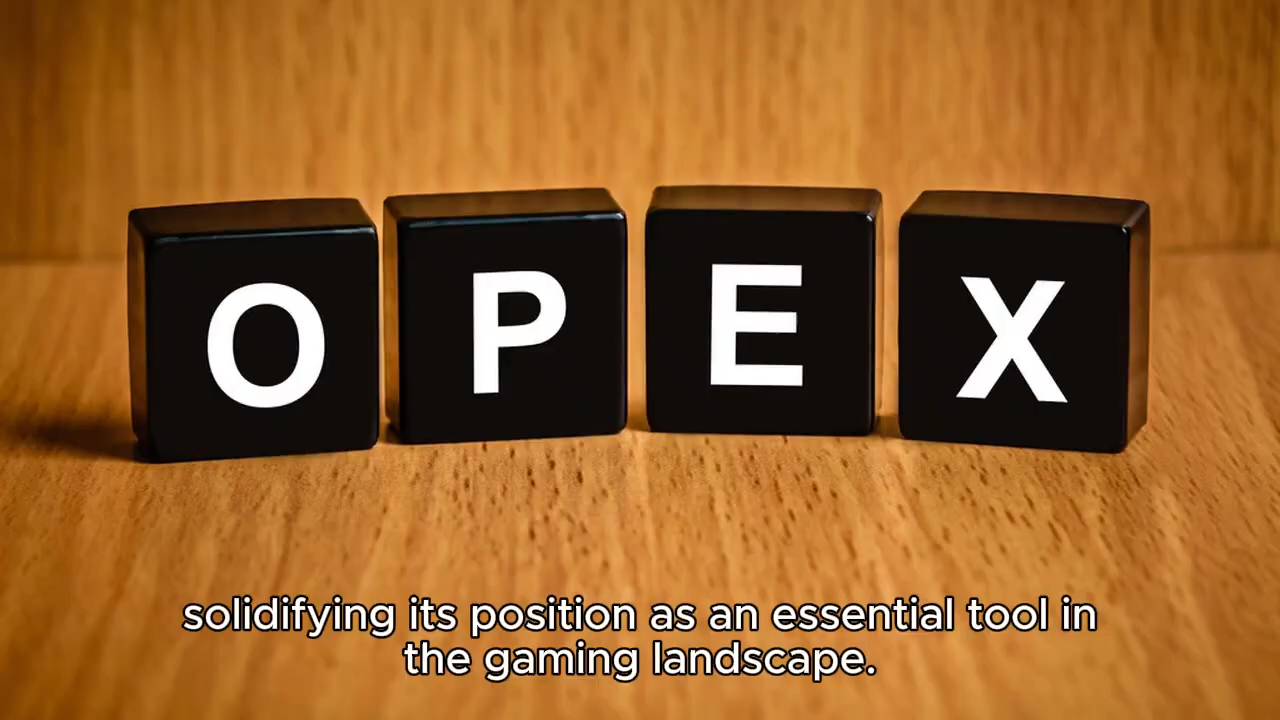 OPEX
solidifying its position as an essential tool in
the gaming landscape.